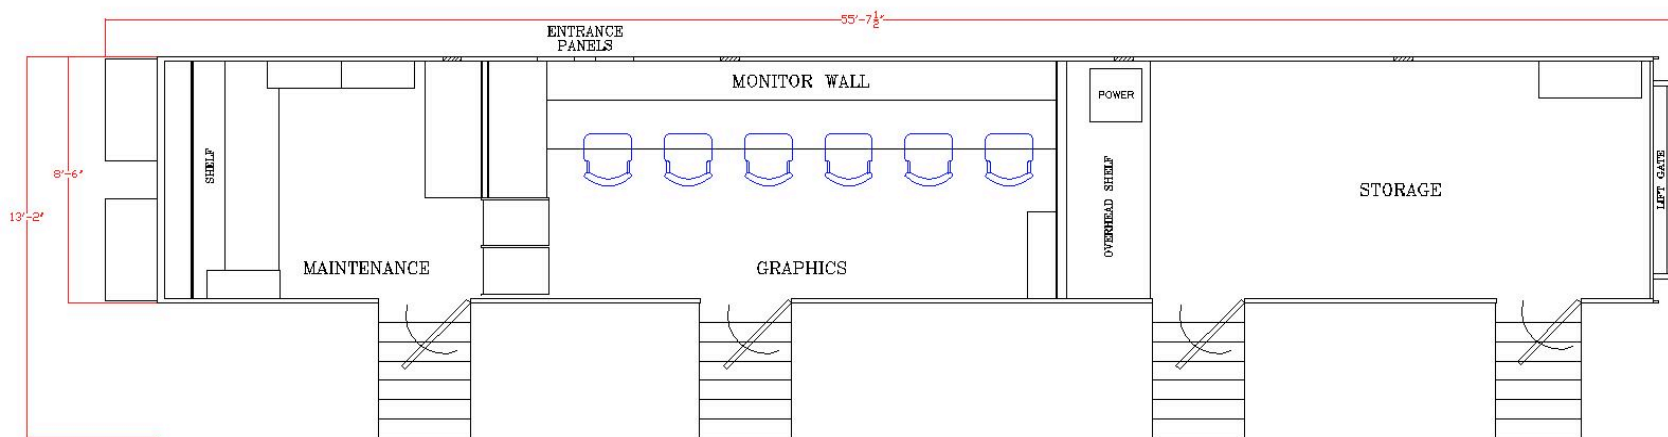 55'-7½"
ENTRANCE
PANELS
MONITOR WALL
POWER
8'-6"
SHELF
OVERHEAD SHELF
LIFT GATE
STORAGE
13'-2"
MAINTENANCE
GRAPHICS